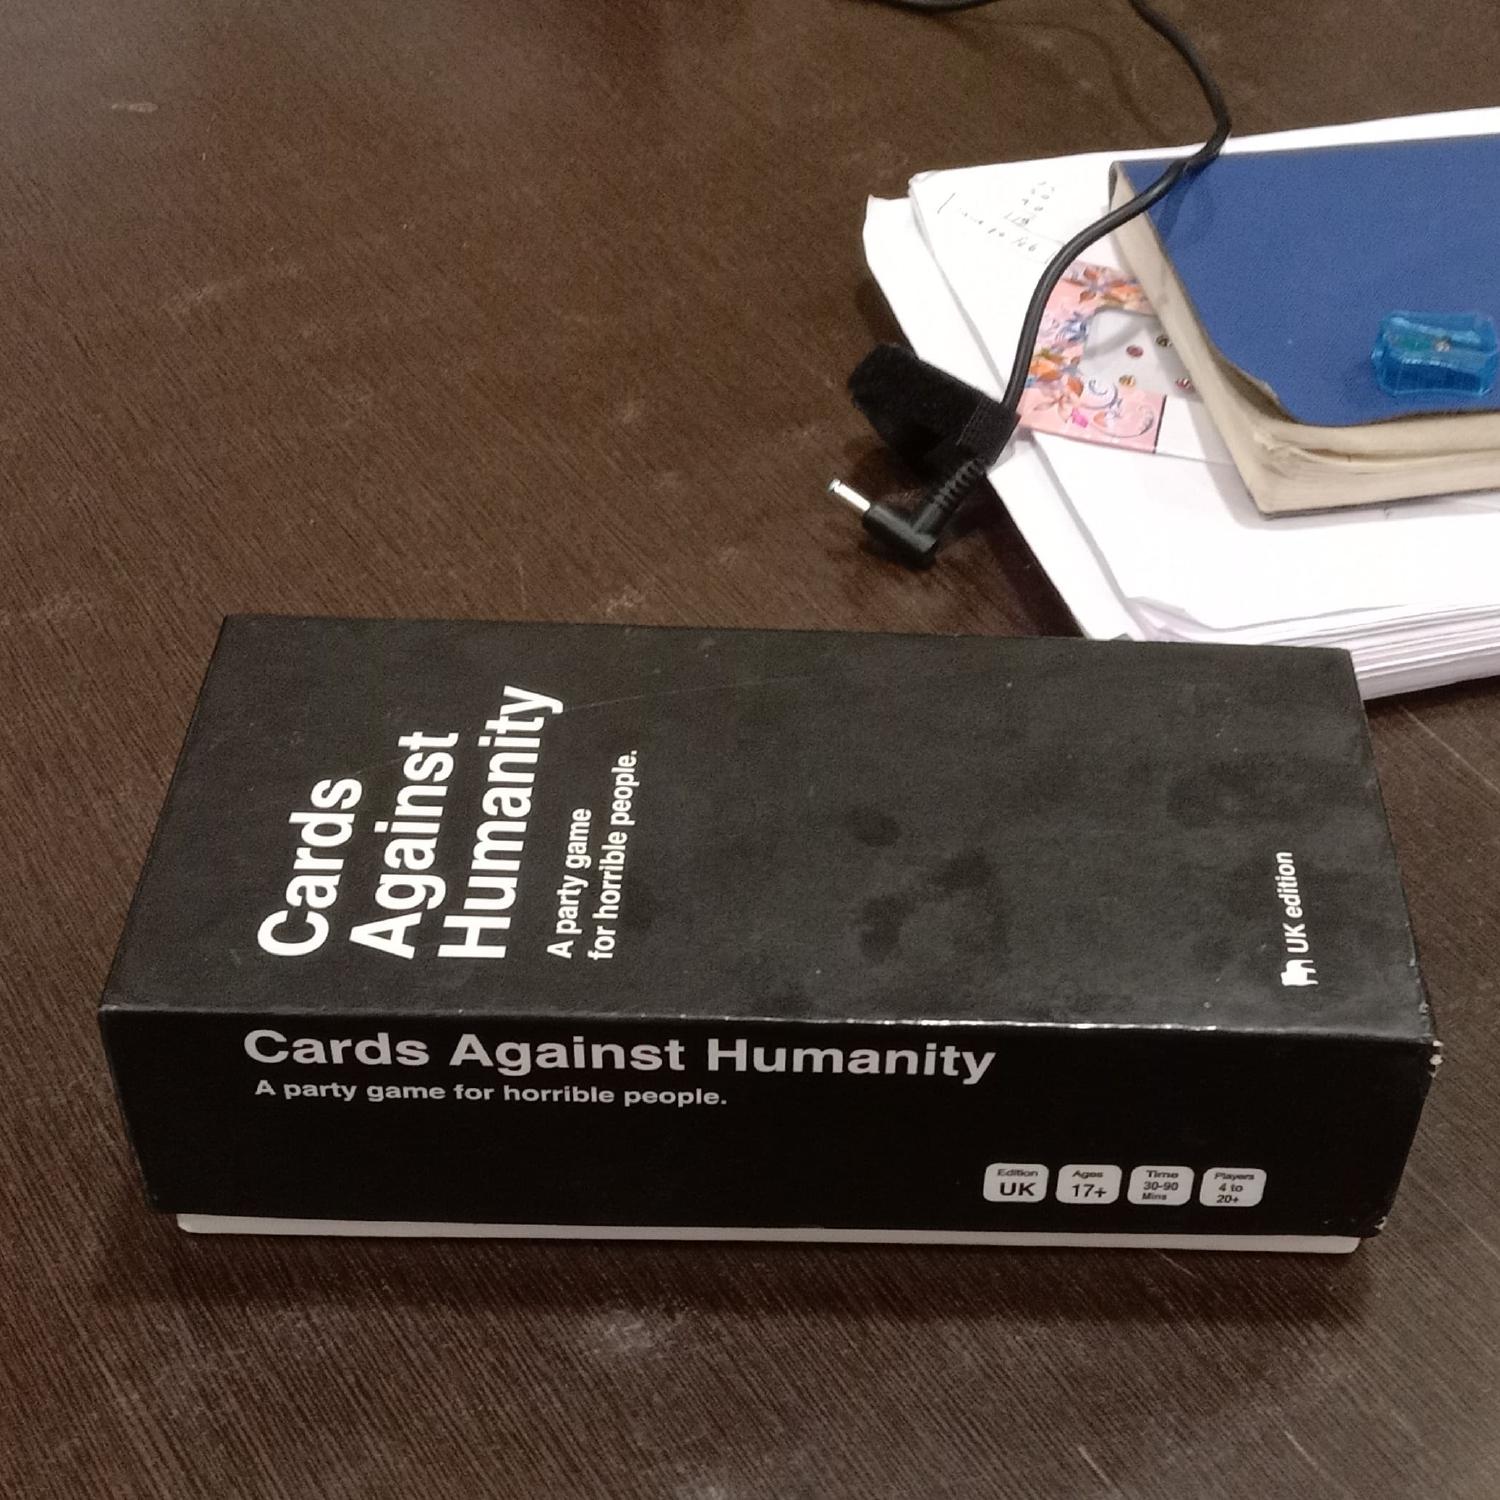 Cards
Against
Humanity
A party game
for horrible people.
UK edition
Cards Against Humanity
A party game for horrible people.
Edition
UK
Ages
17+
Time
30-90
Mins
Players
4 to
20+